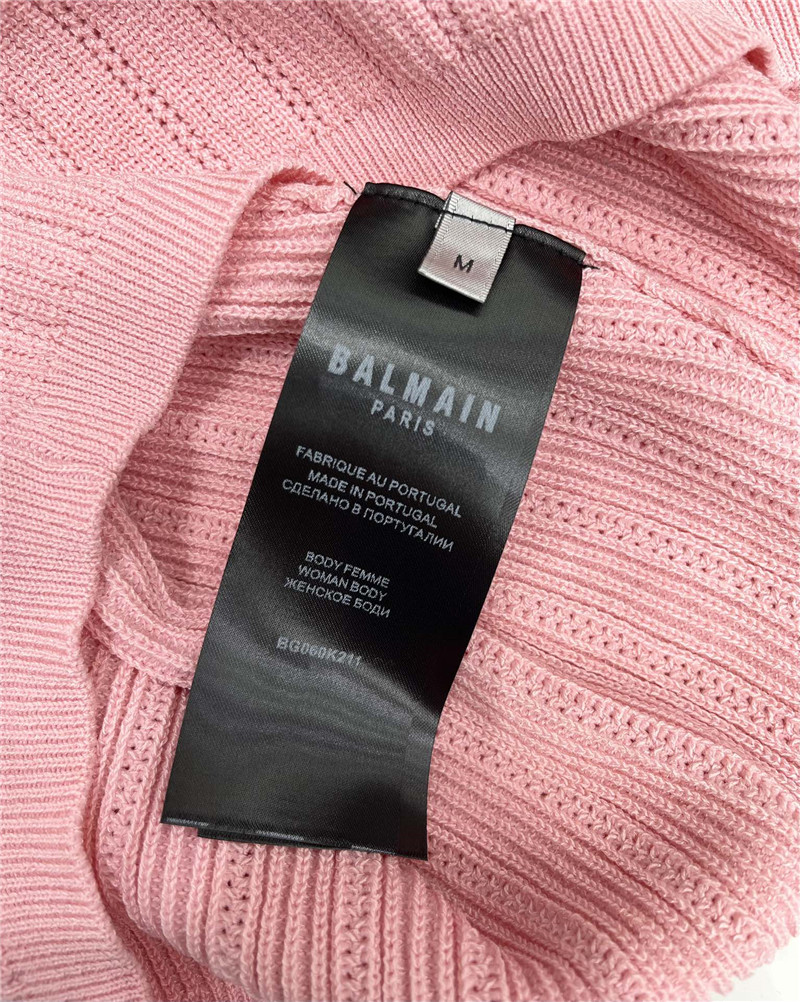 M
BALMAIN
PARIS
FABRIQUE AU PORTUGAL
MADE IN PORTUGAL
СДЕЛАНО В ПОРТУГАЛИИ
BODY FEMME
WOMAN BODY
ЖЕНСКОЕ БОДИ
BG060K211